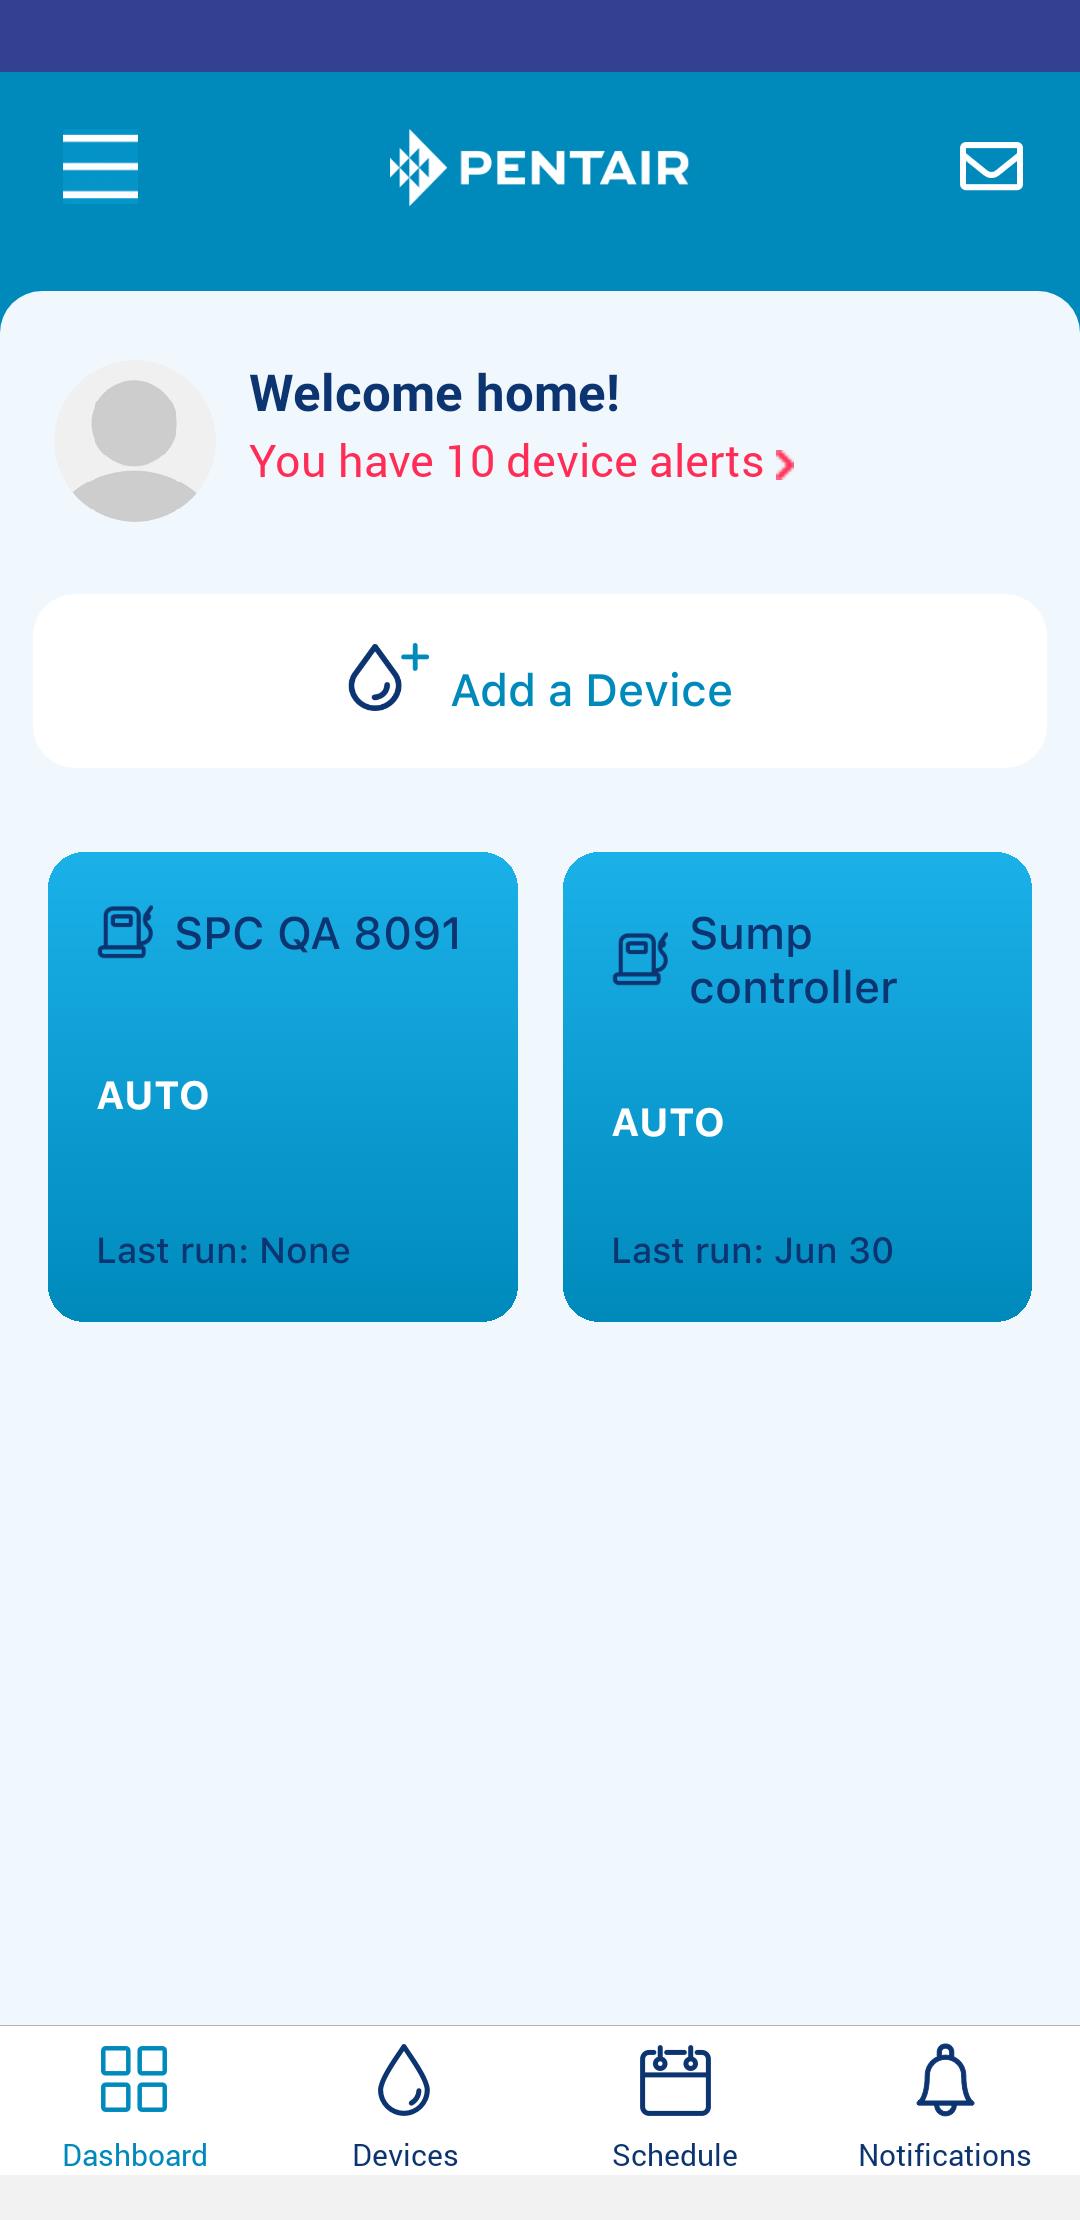 PENTAIR
Welcome home!
You have 10 device alerts
Add a Device
SPC QA 8091
AUTO
Last run: None
Sump
controller
AUTO
Last run: Jun 30
Dashboard
Devices
Schedule
Notifications